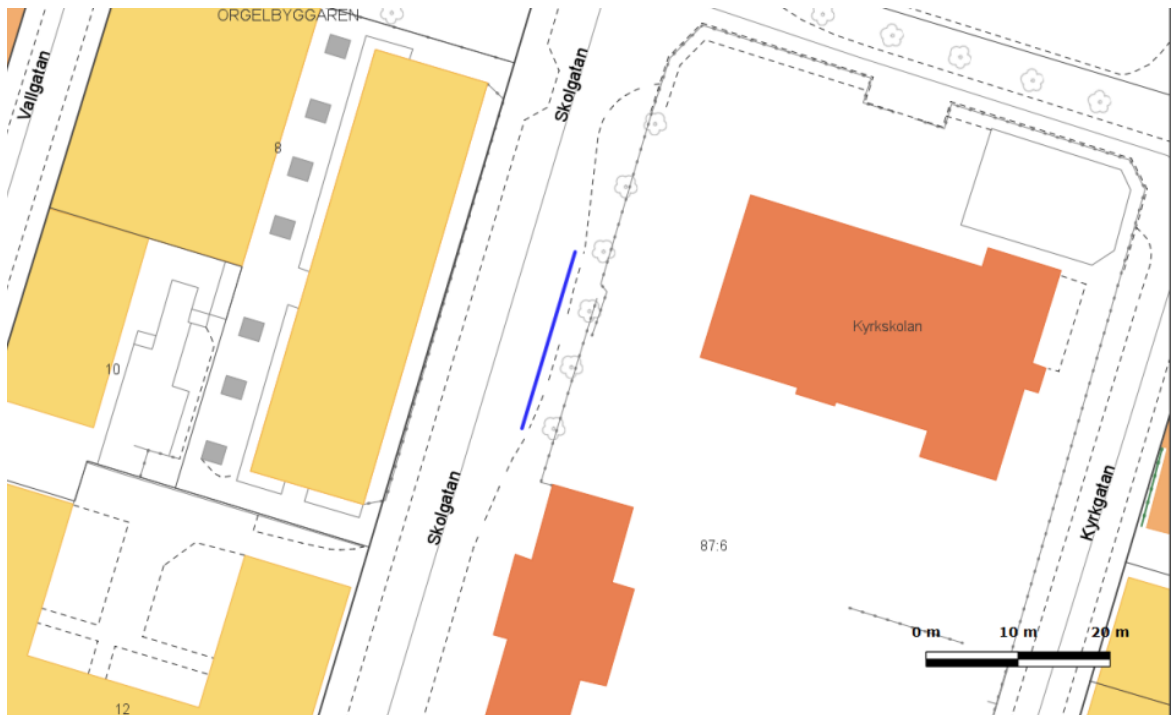 ORGELBYGGAREN
Vallgatan
Skolgatan
8
Kyrkskolan
10
Skolgatan
Kyrkgatan
87:6
0 m 10 m 20 m
12